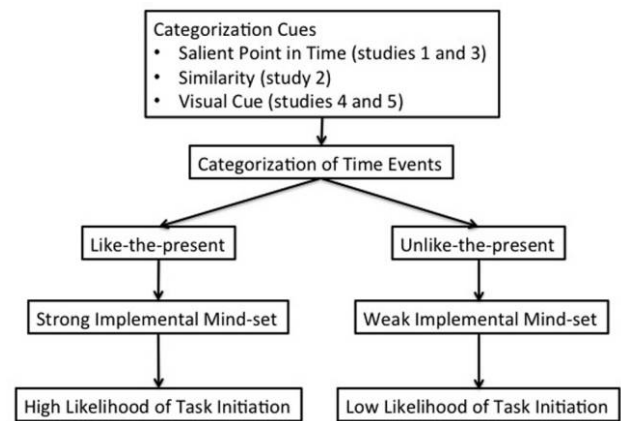 Categorization Cues
• Salient Point in Time (studies 1 and 3)
• Similarity (study 2)
• Visual Cue (studies 4 and 5)
Categorization of Time Events
Like-the-present
Unlike-the-present
Strong Implemental Mind-set
Weak Implemental Mind-set
High Likelihood of Task Initiation
Low Likelihood of Task Initiation